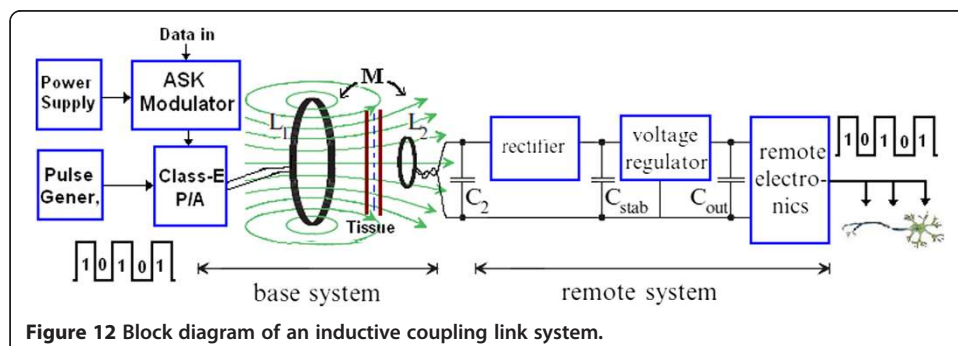 Data in
Power
Supply
ASK
Modulator
Pulse
Gener,
Class-E
P/A
1 0 1 0 1
M
L1
L2
Tissue
base system
C2
rectifier
Cstab
voltage
regulator
Cout
remote
electro-
nics
1 0 1 0 1
remote system
Figure 12 Block diagram of an inductive coupling link system.